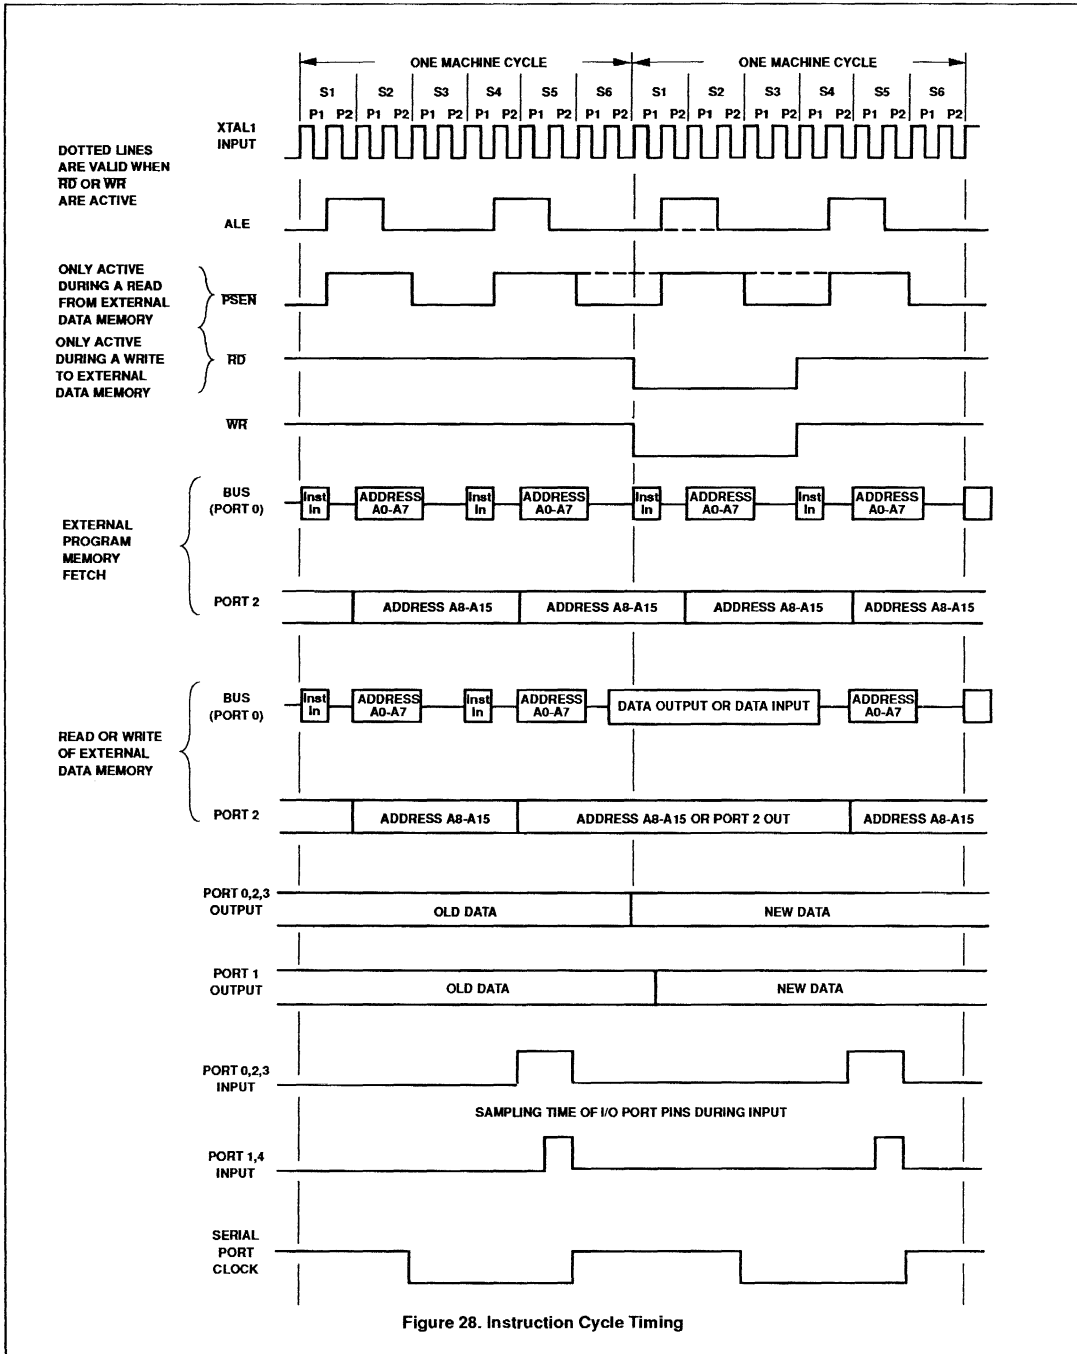 ONE MACHINE CYCLE ONE MACHINE CYCLE
S1 S2 S3 S4 S5 S6 S1 S2 S3 S4 S5 S6
P1 P2 P1 P2 P1 P2 P1 P2 P1 P2 P1 P2 P1 P2 P1 P2 P1 P2 P1 P2 P1 P2 P1 P2
XTAL1
INPUT
DOTTED LINES
ARE VALID WHEN
RD OR WR
ARE ACTIVE
ALE
ONLY ACTIVE
DURING A READ
FROM EXTERNAL
DATA MEMORY
PSEN
ONLY ACTIVE
DURING A WRITE
TO EXTERNAL
DATA MEMORY
RD
WR
EXTERNAL
PROGRAM
MEMORY
FETCH
BUS
(PORT 0)
Inst
In
ADDRESS
A0-A7
Inst
In
ADDRESS
A0-A7
Inst
In
ADDRESS
A0-A7
Inst
In
ADDRESS
A0-A7
PORT 2
ADDRESS A8-A15 ADDRESS A8-A15 ADDRESS A8-A15 ADDRESS A8-A15
READ OR WRITE
OF EXTERNAL
DATA MEMORY
BUS
(PORT 0)
Inst
In
ADDRESS
A0-A7
Inst
In
ADDRESS
A0-A7
DATA OUTPUT OR DATA INPUT
ADDRESS
A0-A7
PORT 2
ADDRESS A8-A15 ADDRESS A8-A15 OR PORT 2 OUT ADDRESS A8-A15
PORT 0,2,3
OUTPUT
OLD DATA NEW DATA
PORT 1
OUTPUT
OLD DATA NEW DATA
PORT 0,2,3
INPUT
SAMPLING TIME OF I/O PORT PINS DURING INPUT
PORT 1,4
INPUT
SERIAL
PORT
CLOCK
Figure 28. Instruction Cycle Timing